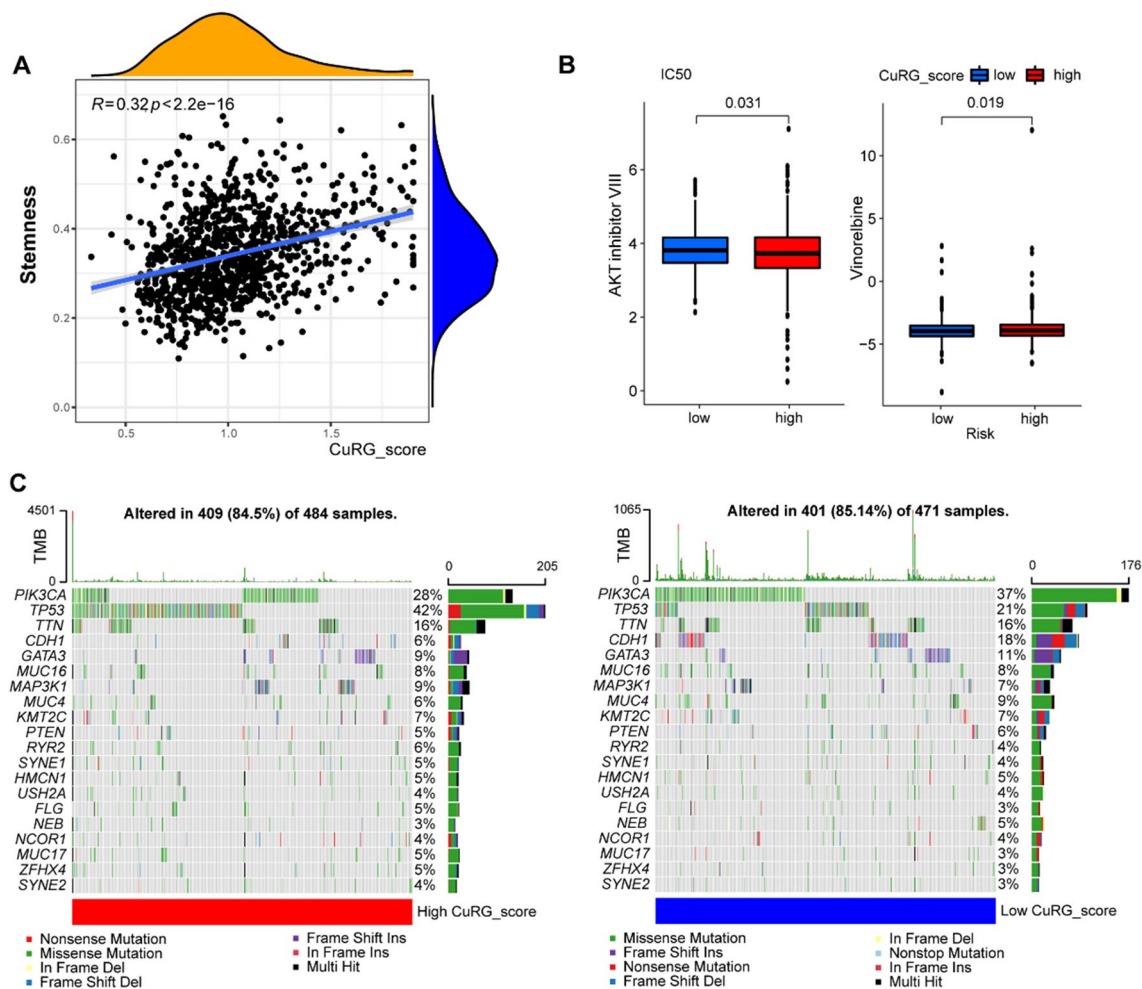 A
R=0.32 p<2.2e−16
Stemness
0.6
0.4
0.2
0.0
0.5
1.0
1.5
CuRG_score
B
IC50
CuRG_score
low
high
0.031
AKT inhibitor VIII
6
4
2
0
low
high
0.019
Vinorelbine
10
5
0
−5
low
high
Risk
C
4501
TMB
0
Altered in 409 (84.5%) of 484 samples.
0 205
PIK3CA 28%
TP53 42%
TTN 16%
CDH1 6%
GATA3 9%
MUC16 8%
MAP3K1 9%
MUC4 6%
KMT2C 7%
PTEN 5%
RYR2 6%
SYNE1 5%
HMCN1 5%
USH2A 4%
FLG 5%
NEB 3%
NCOR1 4%
MUC17 5%
ZFHX4 5%
SYNE2 4%
High CuRG_score
Nonsense Mutation
Missense Mutation
In Frame Del
Frame Shift Del
Frame Shift Ins
In Frame Ins
Multi Hit
1065
TMB
0
Altered in 401 (85.14%) of 471 samples.
0 176
PIK3CA 37%
TP53 21%
TTN 16%
CDH1 18%
GATA3 11%
MUC16 8%
MAP3K1 7%
MUC4 9%
KMT2C 7%
PTEN 6%
RYR2 4%
SYNE1 4%
HMCN1 5%
USH2A 4%
FLG 3%
NEB 5%
NCOR1 4%
MUC17 3%
ZFHX4 3%
SYNE2 3%
Low CuRG_score
Missense Mutation
Frame Shift Ins
Nonsense Mutation
Frame Shift Del
In Frame Del
Nonstop Mutation
In Frame Ins
Multi Hit